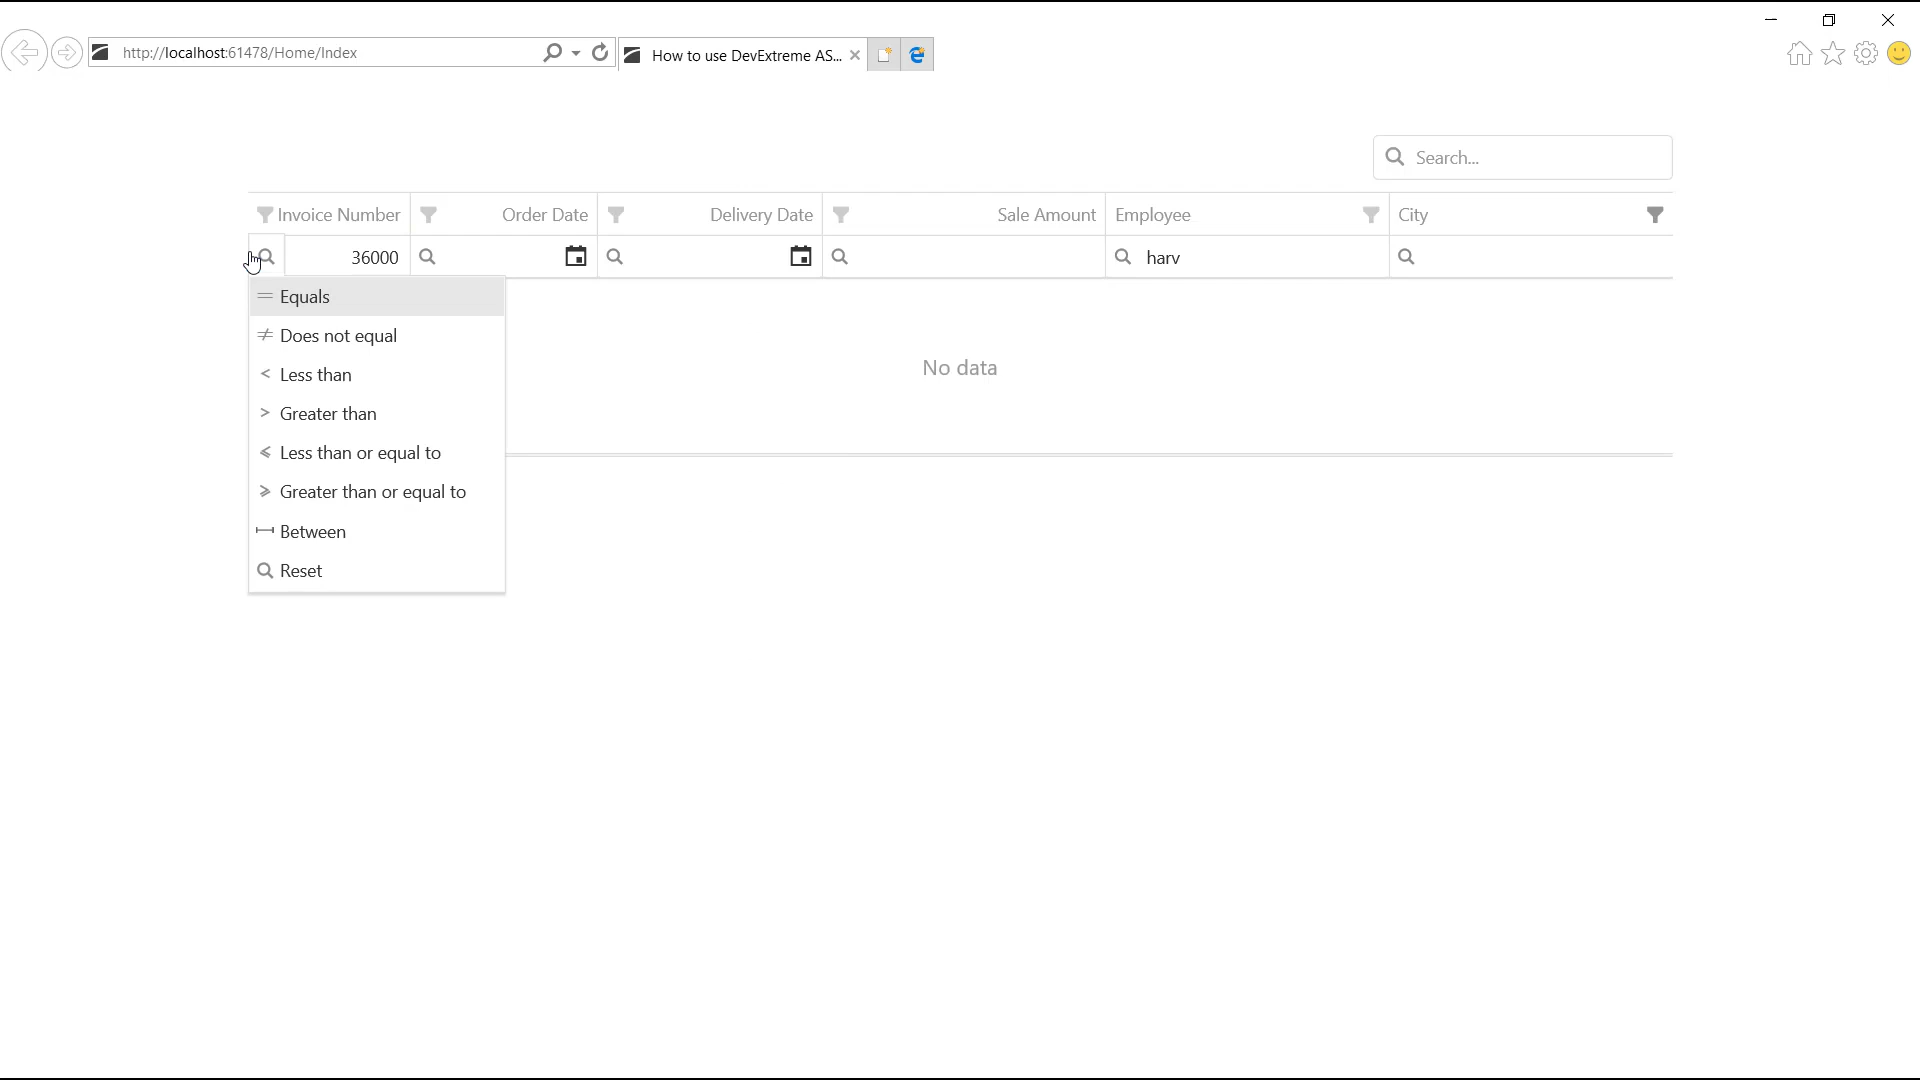 http://localhost:61478/Home/Index
How to use DevExtreme AS...
Search...
Invoice Number Order Date Delivery Date Sale Amount Employee City
36000 harv
Equals
Does not equal
Less than
Greater than
Less than or equal to
Greater than or equal to
Between
Reset
No data